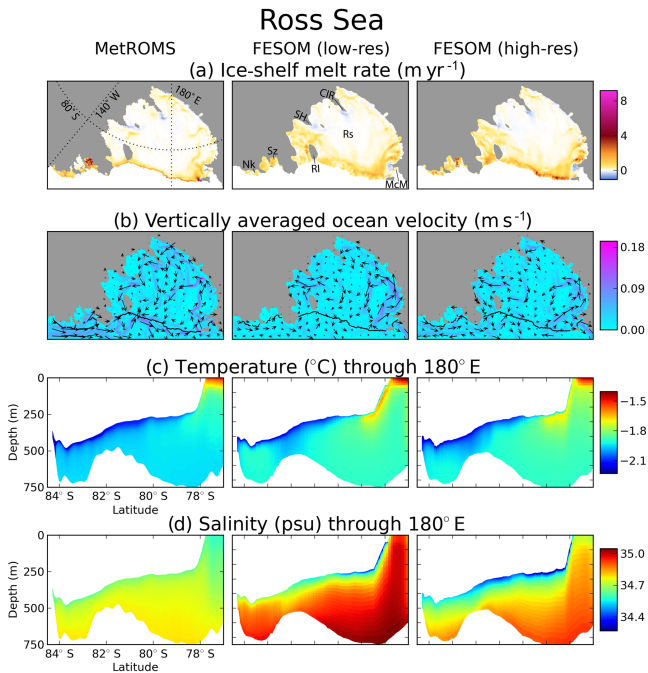 Ross Sea
MetROMS FESOM (low-res) FESOM (high-res)
(a) Ice-shelf melt rate (m yr⁻¹)
80°S 140°W 180°E
CIR
SH
Rs
Sz
Nk
RI
McM
8
4
0
(b) Vertically averaged ocean velocity (m s⁻¹)
0.18
0.09
0.00
(c) Temperature (°C) through 180°E
0
250
500
750
Depth (m)
84°S 82°S 80°S 78°S
Latitude
−1.5
−1.8
−2.1
(d) Salinity (psu) through 180°E
0
250
500
750
Depth (m)
84°S 82°S 80°S 78°S
Latitude
35.0
34.7
34.4